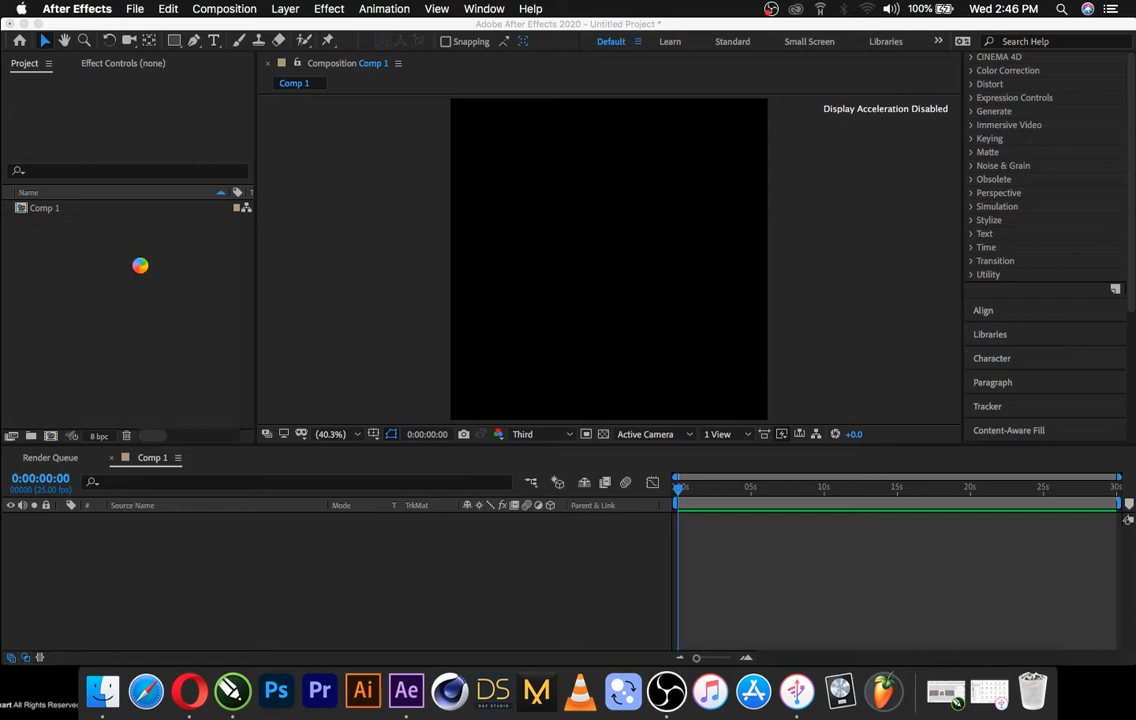 After Effects File Edit Composition Layer Effect Animation View Window Help 100% Wed 2:46 PM
Adobe After Effects 2020 - Untitled Project *
Snapping Default Learn Standard Small Screen Libraries Search Help
Project Effect Controls (none) Composition Comp 1
Comp 1
Display Acceleration Disabled
Name
Comp 1
CINEMA 4D
Color Correction
Distort
Expression Controls
Generate
Immersive Video
Keying
Matte
Noise & Grain
Obsolete
Perspective
Simulation
Stylize
Text
Time
Transition
Utility
Align
Libraries
Character
Paragraph
Tracker
Content-Aware Fill
8 bpc (40.3%) 0:00:00:00 Third Active Camera 1 View +0.0
Render Queue Comp 1
0:00:00:00
00000 (25.00 fps)
05s 10s 15s 20s 25s 30s
# Source Name Mode T TrkMat Parent & Link
Ps Pr Ai Ae DS
art All Rights Reserved